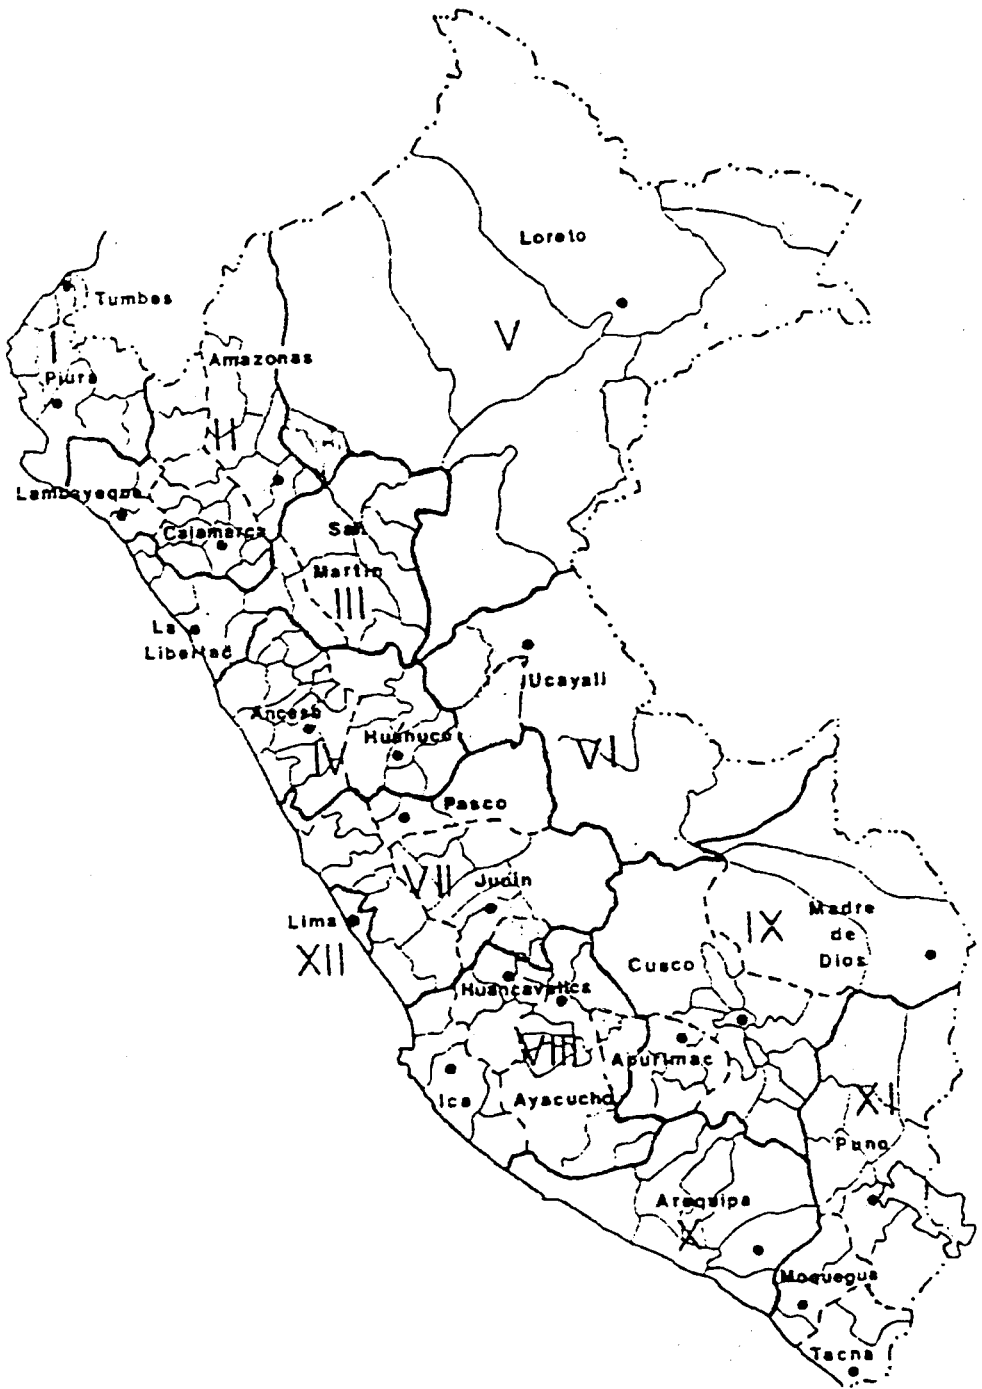 Loreto
Tumbes
I
V
Amazonas
Piura
II
Lambayeque
Cajamarca
San
Martin
III
La
Libertad
Ucayali
Ancash
Huanuco
IV
VI
Pasco
VII
Junin
Lima
XII
IX
Madre
de
Dios
Cusco
Huancavelica
VIII
Apurimac
Ica
Ayacucho
XI
Puno
Arequipa
X
Moquegua
Tacna